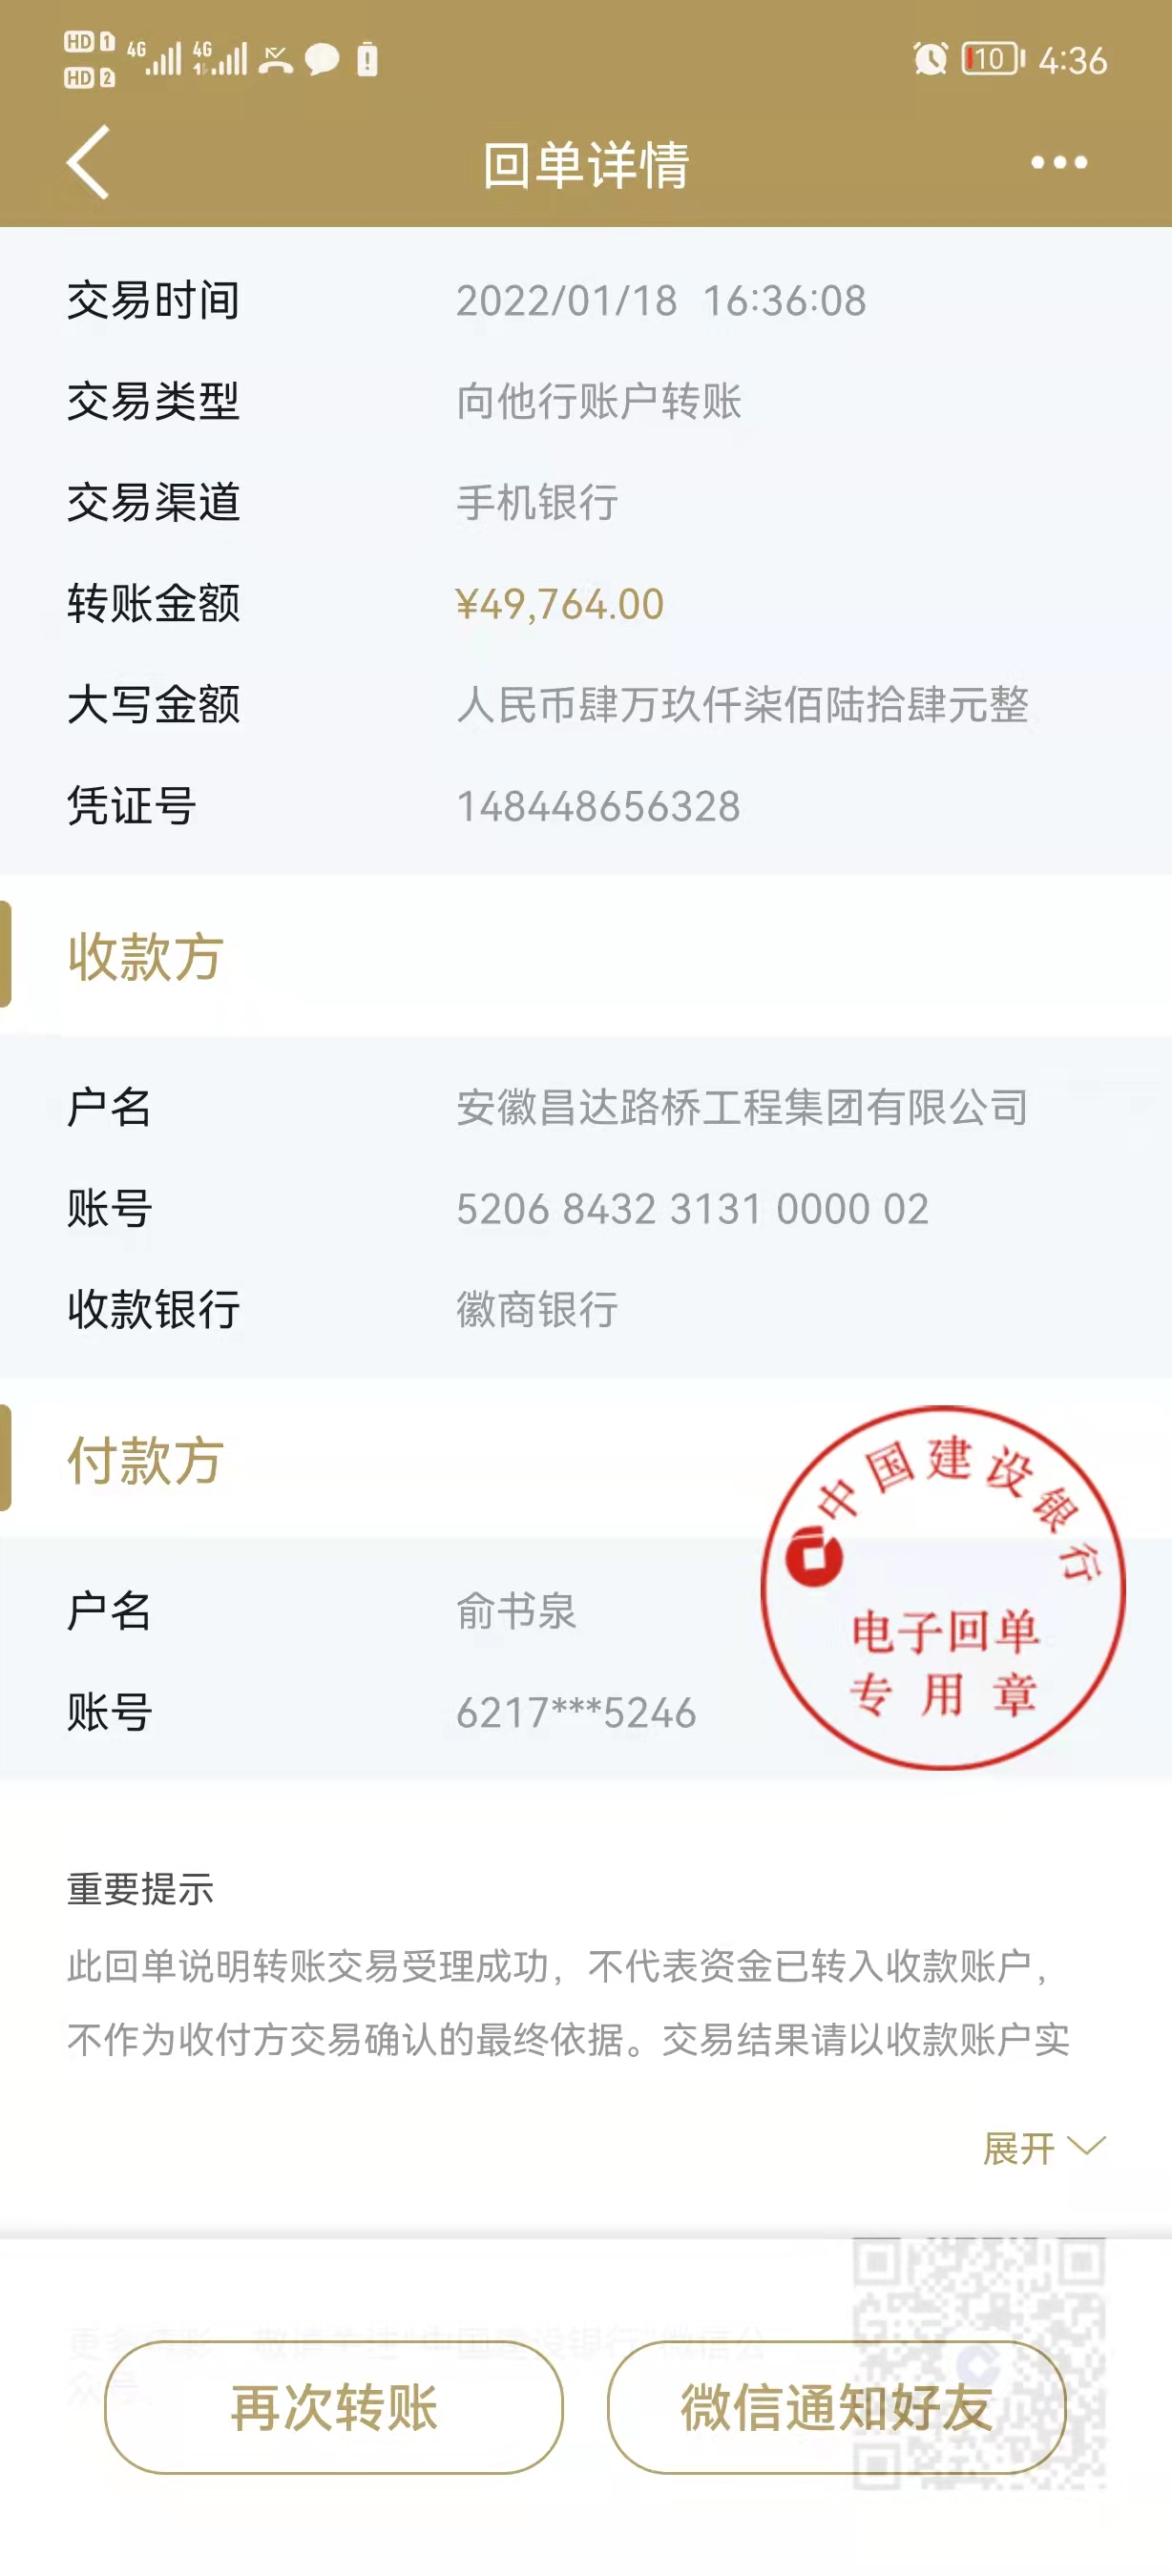 HD 1 4G 4G 10 4:36
HD 2
回单详情
交易时间 2022/01/18 16:36:08
交易类型 向他行账户转账
交易渠道 手机银行
转账金额 ¥49,764.00
大写金额 人民币肆万玖仟柒佰陆拾肆元整
凭证号 148448656328
收款方
户名 安徽昌达路桥工程集团有限公司
账号 5206 8432 3131 0000 02
收款银行 徽商银行
付款方
中国建设银行
电子回单
专用章
户名 俞书泉
账号 6217***5246
重要提示
此回单说明转账交易受理成功，不代表资金已转入收款账户，
不作为收付方交易确认的最终依据。交易结果请以收款账户实
展开
再次转账 微信通知好友